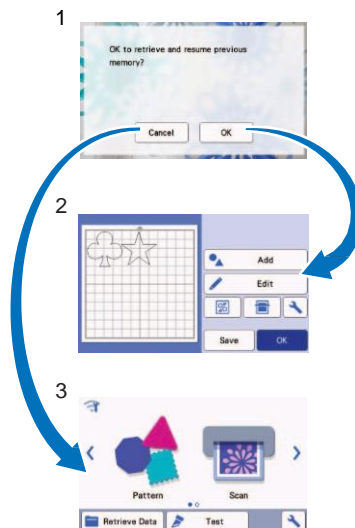 1
OK to retrieve and resume previous
memory?
Cancel
OK
2
Add
Edit
Save
OK
3
Pattern
Scan
Retrieve Data
Test